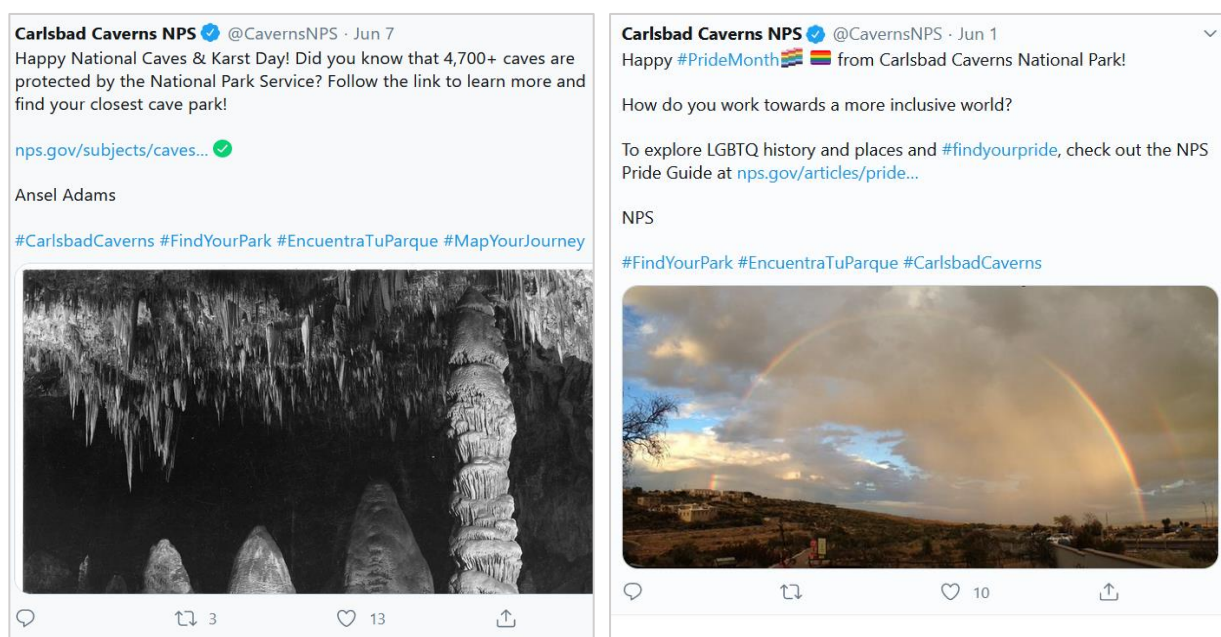 Carlsbad Caverns NPS @CavernsNPS · Jun 7
Happy National Caves & Karst Day! Did you know that 4,700+ caves are
protected by the National Park Service? Follow the link to learn more and
find your closest cave park!
nps.gov/subjects/caves...
Ansel Adams
#CarlsbadCaverns #FindYourPark #EncuentraTuParque #MapYourJourney
3 13
Carlsbad Caverns NPS @CavernsNPS · Jun 1
Happy #PrideMonth from Carlsbad Caverns National Park!
How do you work towards a more inclusive world?
To explore LGBTQ history and places and #findyourpride, check out the NPS
Pride Guide at nps.gov/articles/pride...
NPS
#FindYourPark #EncuentraTuParque #CarlsbadCaverns
10